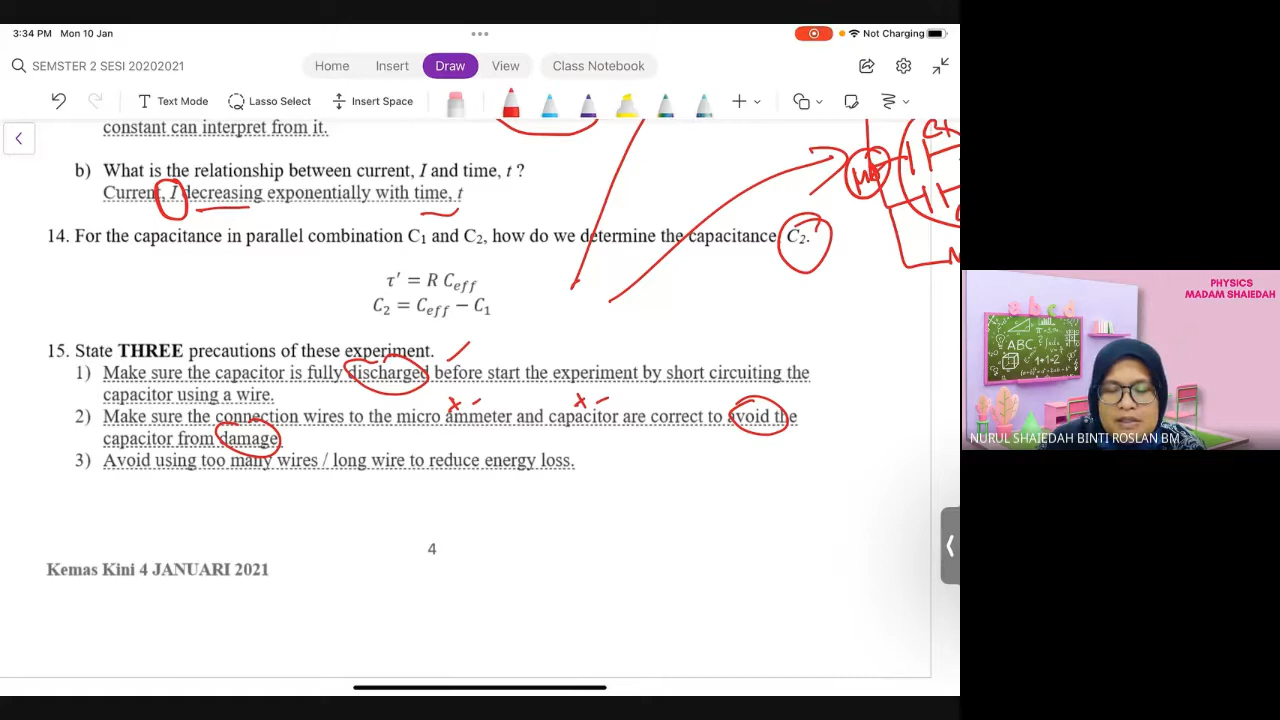 3:34 PM Mon 10 Jan
Not Charging
SEMSTER 2 SESI 20202021
Home Insert Draw View Class Notebook
Text Mode Lasso Select Insert Space
constant can interpret from it.
b) What is the relationship between current, I and time, t ?
Current, I decreasing exponentially with time, t
14. For the capacitance in parallel combination C₁ and C₂, how do we determine the capacitance C₂.
τ′ = R Ceff
C₂ = Ceff − C₁
15. State THREE precautions of these experiment.
1) Make sure the capacitor is fully discharged before start the experiment by short circuiting the
capacitor using a wire.
2) Make sure the connection wires to the micro ammeter and capacitor are correct to avoid the
capacitor from damage
3) Avoid using too many wires / long wire to reduce energy loss.
4
Kemas Kini 4 JANUARI 2021
PHYSICS
MADAM SHAIEDAH
a b c d
ABC
1+1=2
NURUL SHAIEDAH BINTI ROSLAN BM